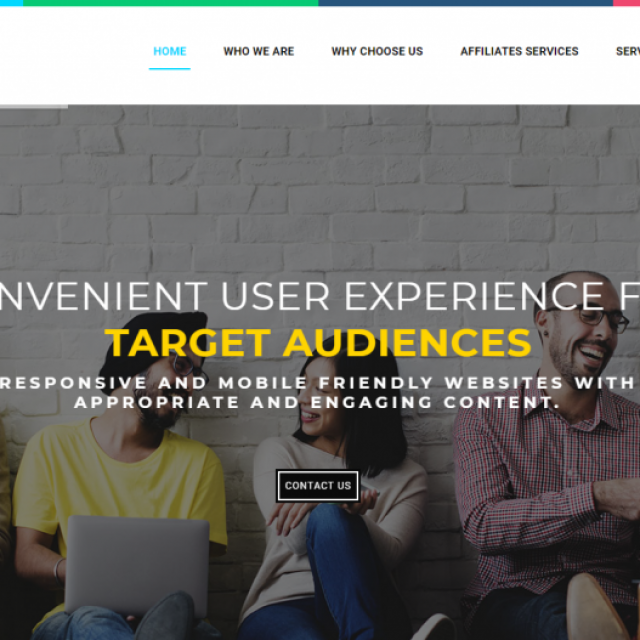 HOME WHO WE ARE WHY CHOOSE US AFFILIATES SERVICES
NVENIENT USER EXPERIENCE F
TARGET AUDIENCES
RESPONSIVE AND MOBILE FRIENDLY WEBSITES WITH
APPROPRIATE AND ENGAGING CONTENT.
CONTACT US